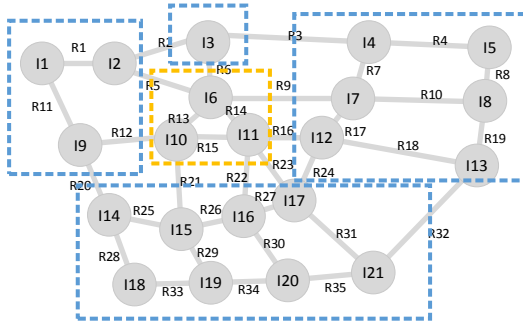 R1
R2
I3
R3
I4
R4
I5
I1
I2
R6
R7
R8
R5
R9
I6
I7
R10
I8
R11
R13
R14
R12
I10
R15
I11
R16
I12
R17
R19
I9
R18
I13
R20
R21
R22
R23
R24
I14
R25
I15
R26
I16
R27
I17
R28
R29
R30
R31
R32
I18
R33
I19
R34
I20
R35
I21